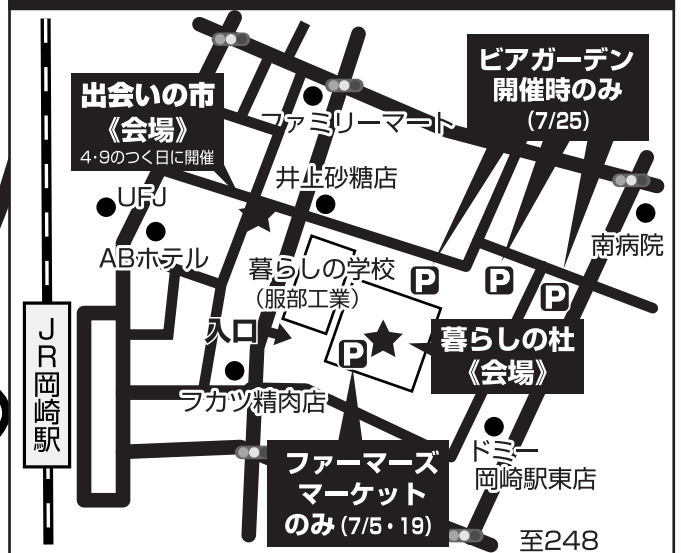 ビアガーデン
開催時のみ
(7/25)
出会いの市
《会場》
4・9のつく日に開催
ファミリーマート
井上砂糖店
UFJ
ABホテル
南病院
暮らしの学校
(服部工業)
P
P
P
入口
P
暮らしの杜
《会場》
JR岡崎駅
フカツ精肉店
ファーマーズ
マーケット
のみ(7/5・19)
ドミー
岡崎駅東店
至248